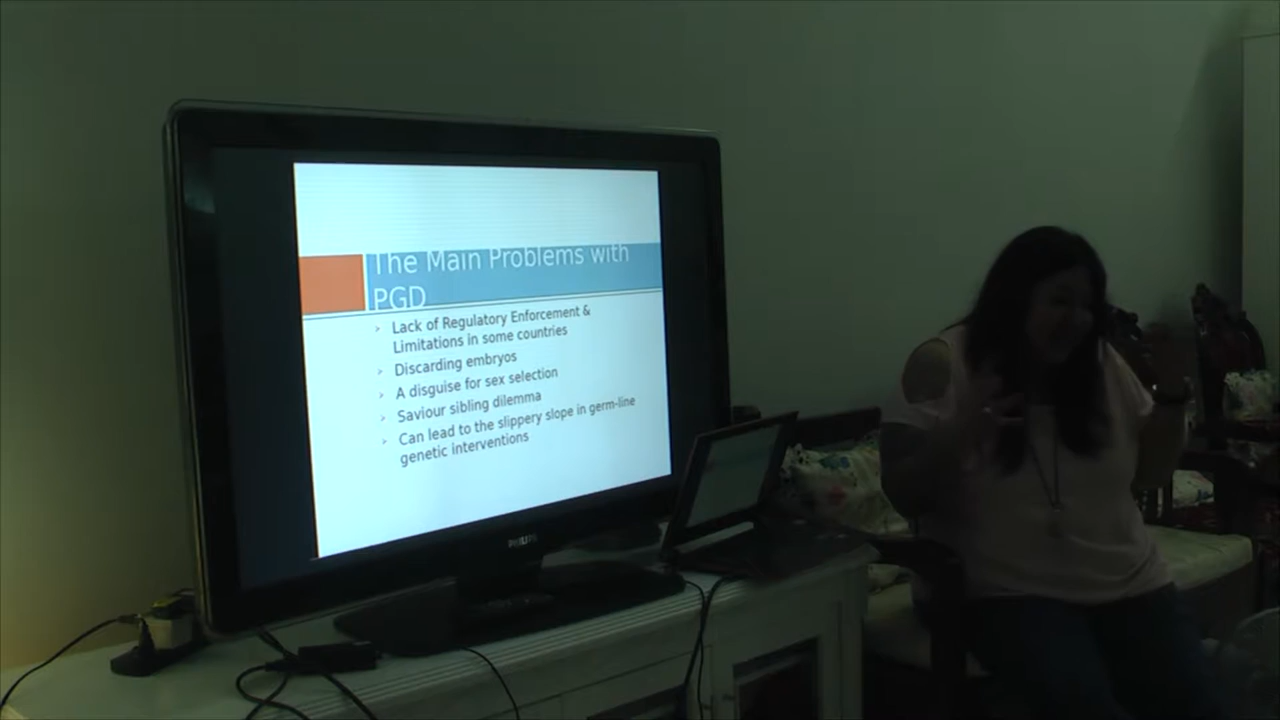 The Main Problems with
PGD
Lack of Regulatory Enforcement &
Limitations in some countries
Discarding embryos
A disguise for sex selection
Saviour sibling dilemma
Can lead to the slippery slope in germ-line
genetic interventions
PHILIPS